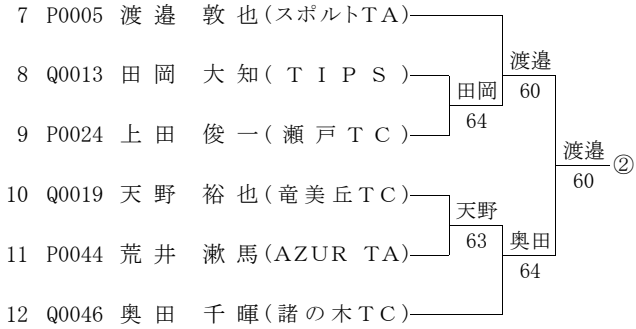 7 P0005 渡邉 敦也(スポルトTA)
渡邉
8 Q0013 田岡 大知(TIPS)
田岡 60
64
9 P0024 上田 俊一(瀬戸TC)
渡邉 ②
60
10 Q0019 天野 裕也(竜美丘TC)
天野
63 奥田
11 P0044 荒井 漱馬(AZUR TA)
64
12 Q0046 奥田 千暉(諸の木TC)